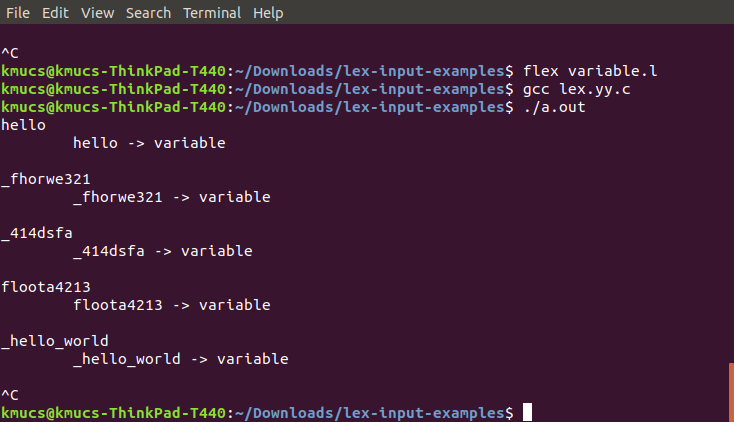 File Edit View Search Terminal Help
^C
kmucs@kmucs-ThinkPad-T440:~/Downloads/lex-input-examples$ flex variable.l
kmucs@kmucs-ThinkPad-T440:~/Downloads/lex-input-examples$ gcc lex.yy.c
kmucs@kmucs-ThinkPad-T440:~/Downloads/lex-input-examples$ ./a.out
hello
hello -> variable
_fhorwe321
_fhorwe321 -> variable
_414dsfa
_414dsfa -> variable
floota4213
floota4213 -> variable
_hello_world
_hello_world -> variable
^C
kmucs@kmucs-ThinkPad-T440:~/Downloads/lex-input-examples$